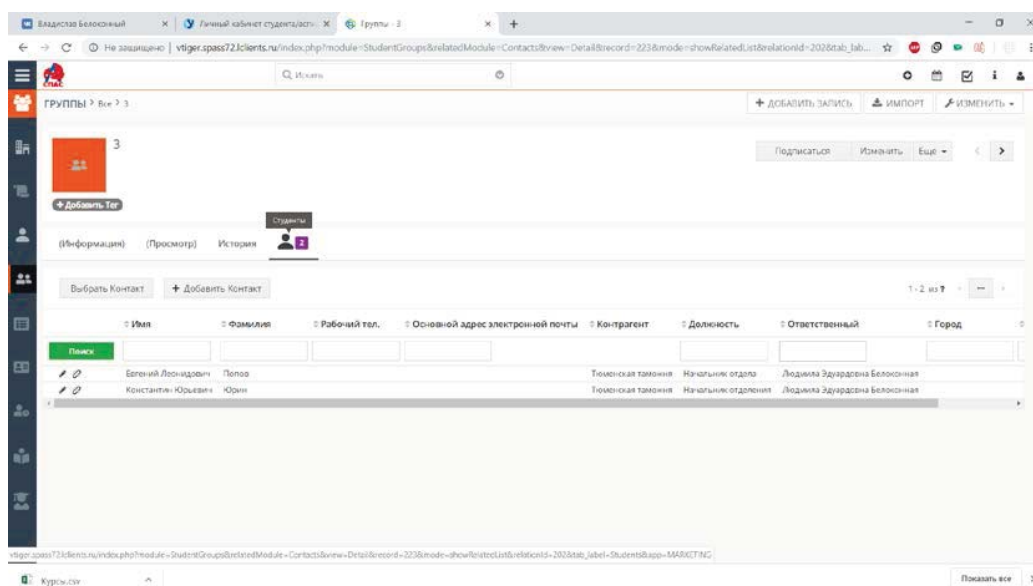 Владислав Белоконный
Личный кабинет студента/аспи
Группы - 3
Не защищено | vtiger.spass72.lclients.ru/index.php?module=StudentGroups&relatedModule=Contacts&view=Detail&record=223&mode=showRelatedList&relationId=202&tab_lab...
СПАС
Искать
ГРУППЫ > Все > 3
+ ДОБАВИТЬ ЗАПИСЬ ИМПОРТ ИЗМЕНИТЬ
3
Подписаться Изменить Еще
+ Добавить Тег
Студенты
(Информация) (Просмотр) История 2
Выбрать Контакт + Добавить Контакт 1-2 из ?
Имя Фамилия Рабочий тел. Основной адрес электронной почты Контрагент Должность Ответственный Город
Поиск
Евгений Леонидович Попов Тюменская таможня Начальник отдела Людмила Эдуардовна Белоконная
Константин Юрьевич Юрин Тюменская таможня Начальник отделения Людмила Эдуардовна Белоконная
vtiger.spass72.lclients.ru/index.php?module=StudentGroups&relatedModule=Contacts&view=Detail&record=223&mode=showRelatedList&relationId=202&tab_label=Students&app=MARKETING
Курсы.csv Показать все